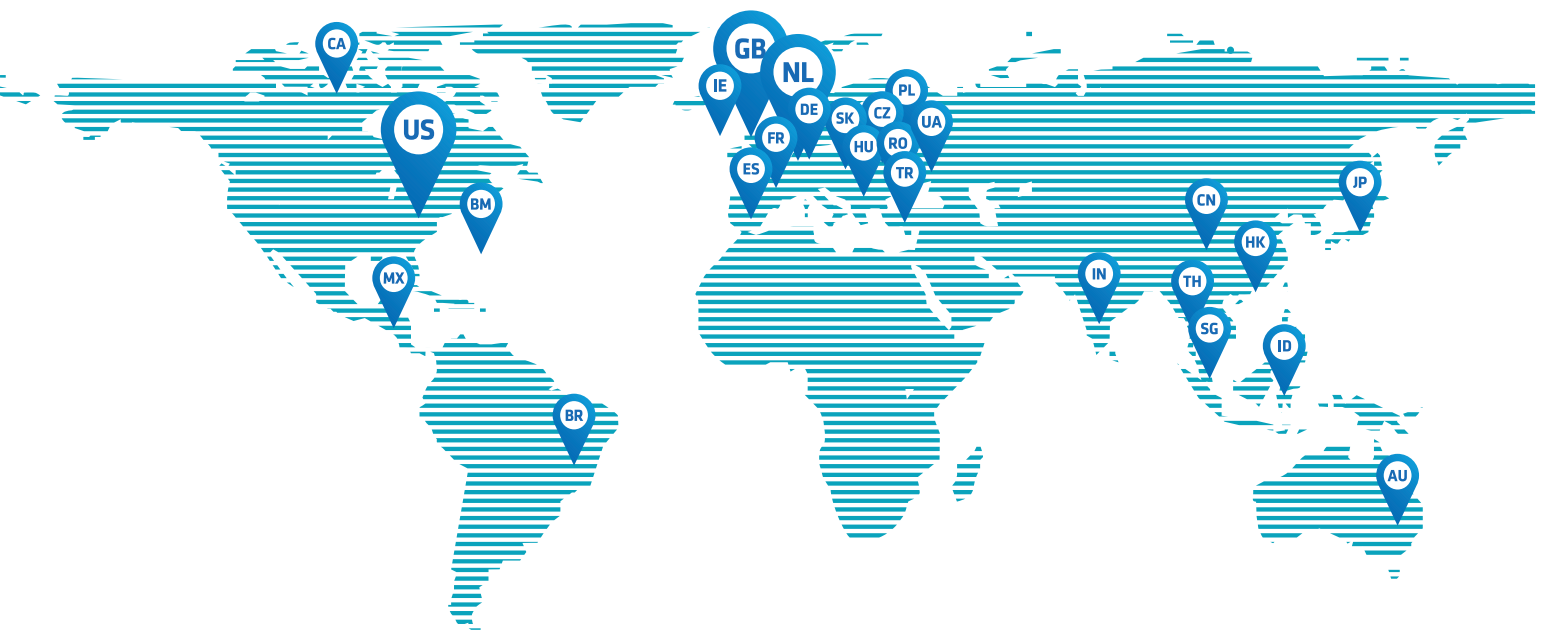 CA
GB
NL
IE
PL
DE
CZ
SK
UA
US
FR
RO
HU
ES
TR
JP
CN
BM
HK
IN
MX
TH
SG
ID
BR
AU